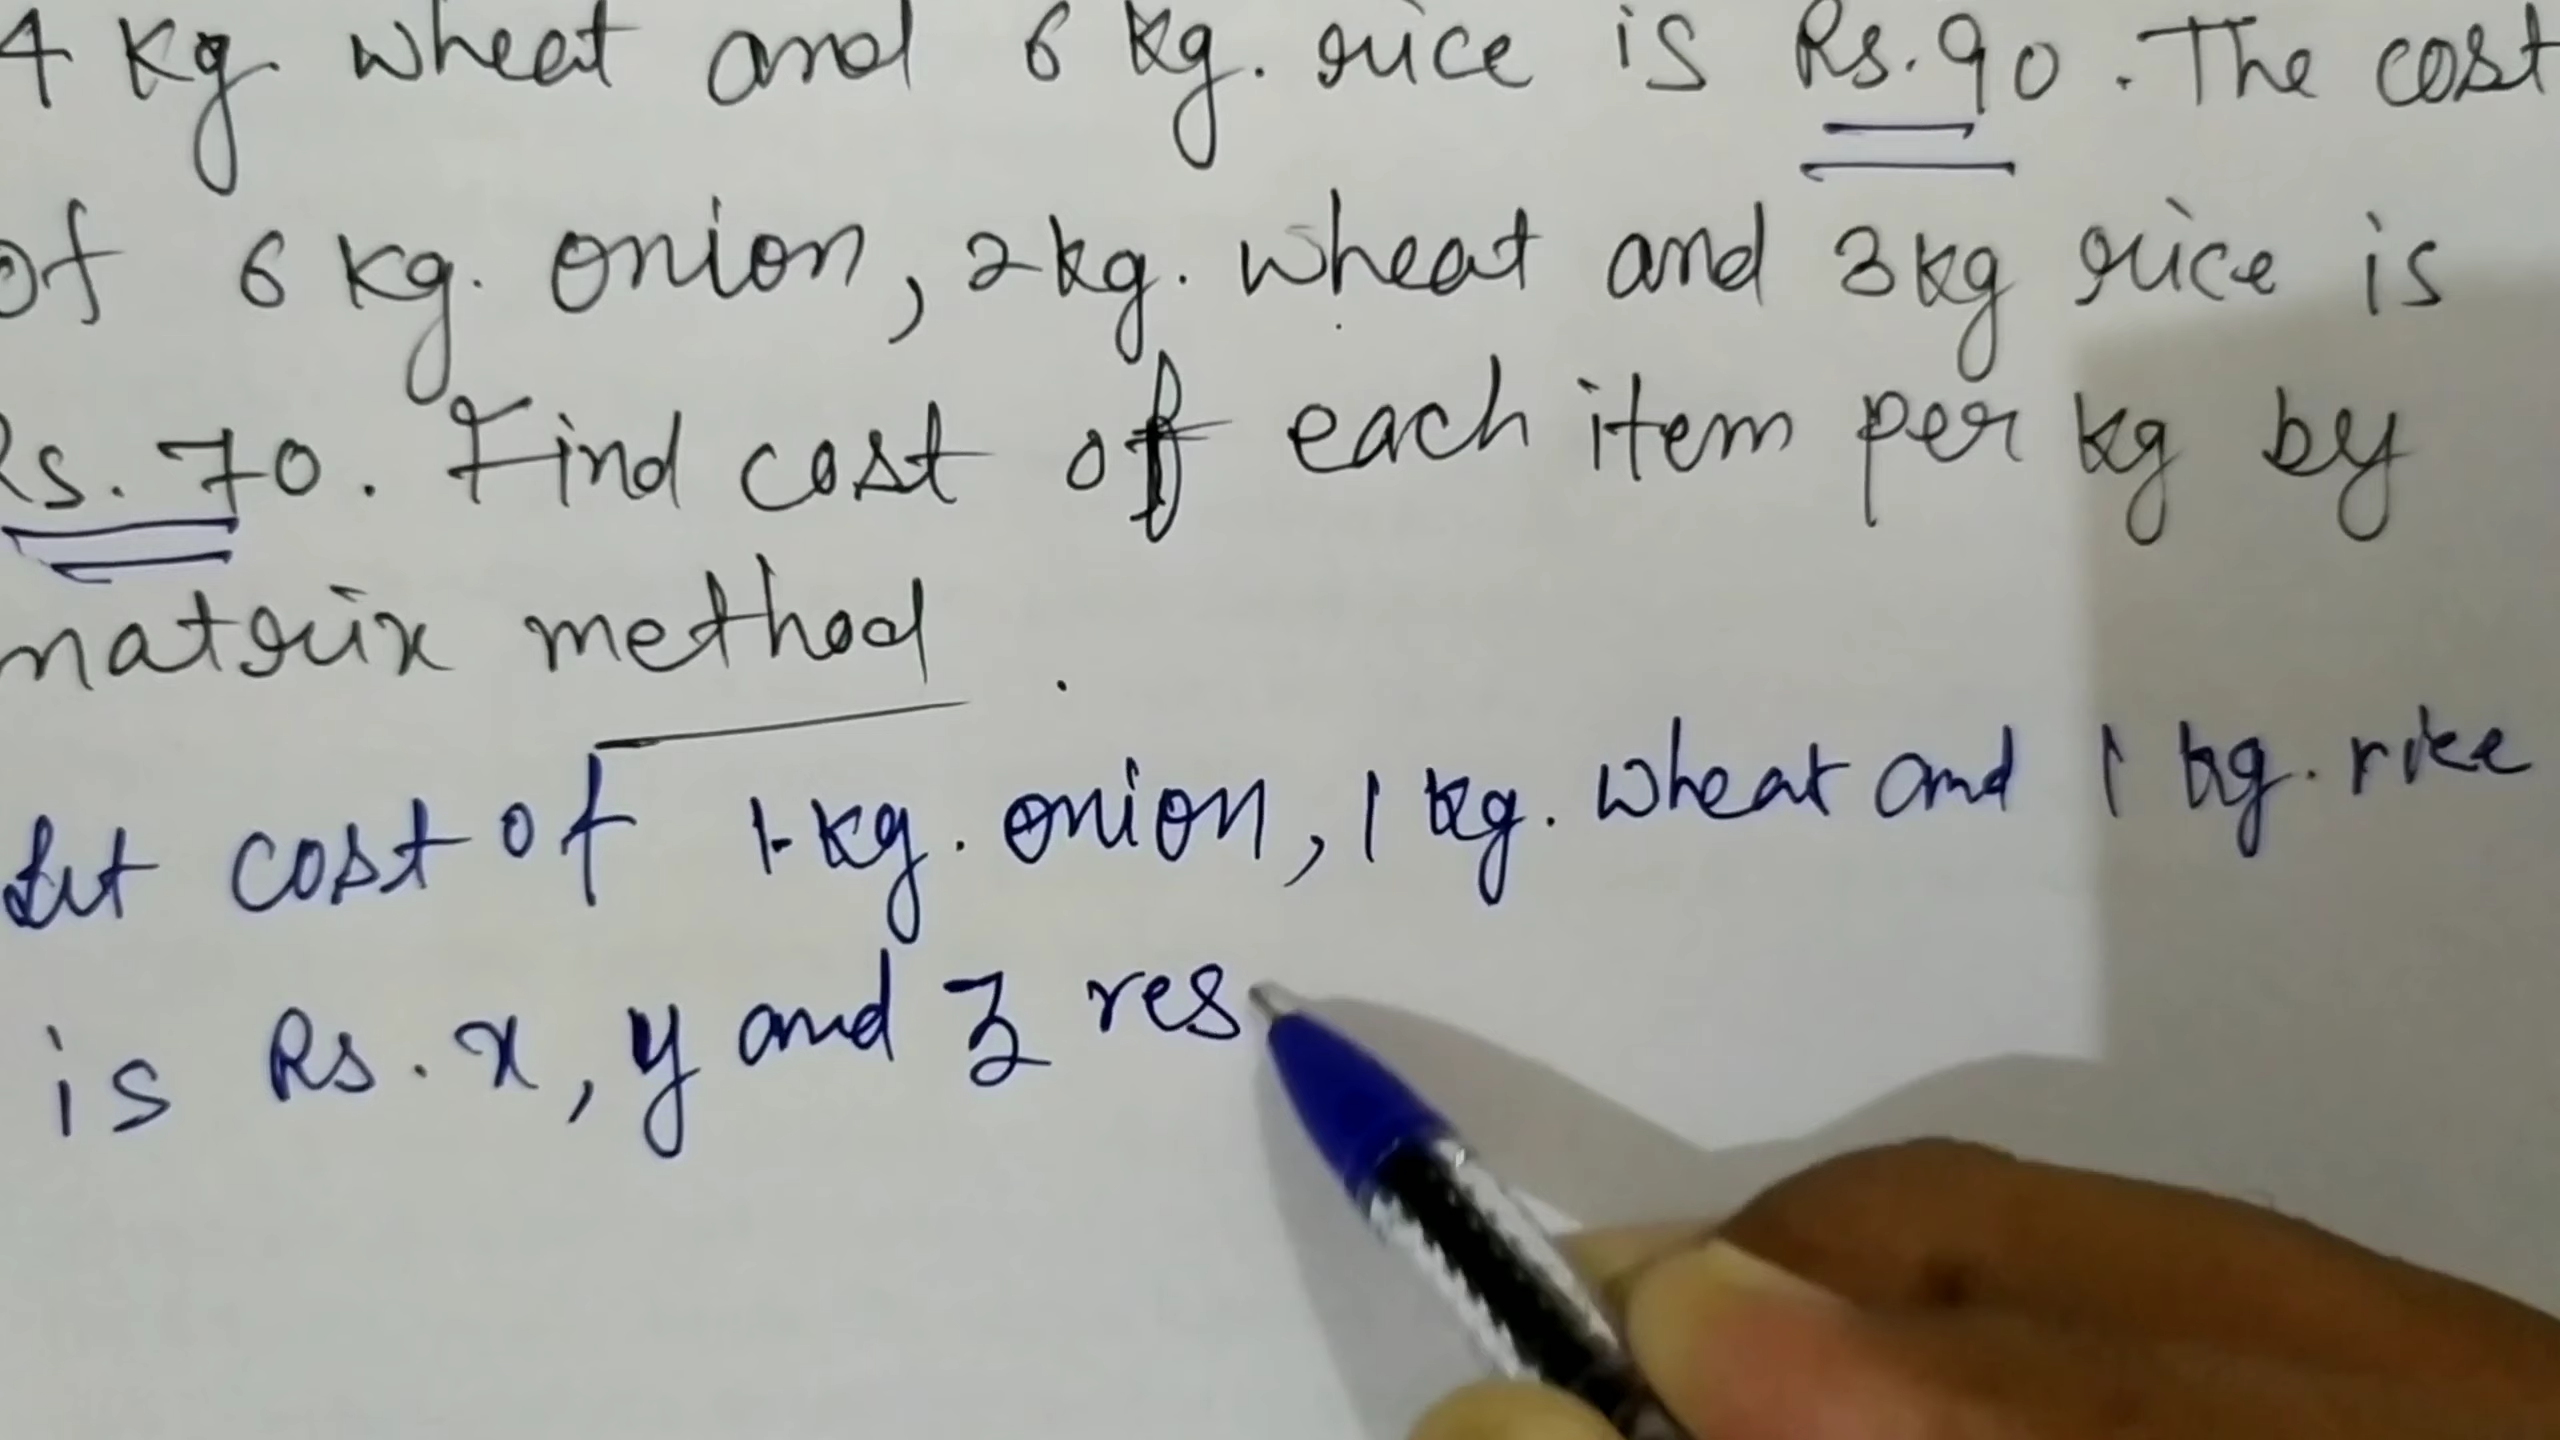 4 kg. wheat and 6 kg. rice is Rs. 90. The cost
of 6 kg. onion, 2 kg. wheat and 3 kg rice is
Rs. 70. Find cost of each item per kg by
matrix method.
Let cost of 1 kg. onion, 1 kg. wheat and 1 kg. rice
is Rs. x, y and z res